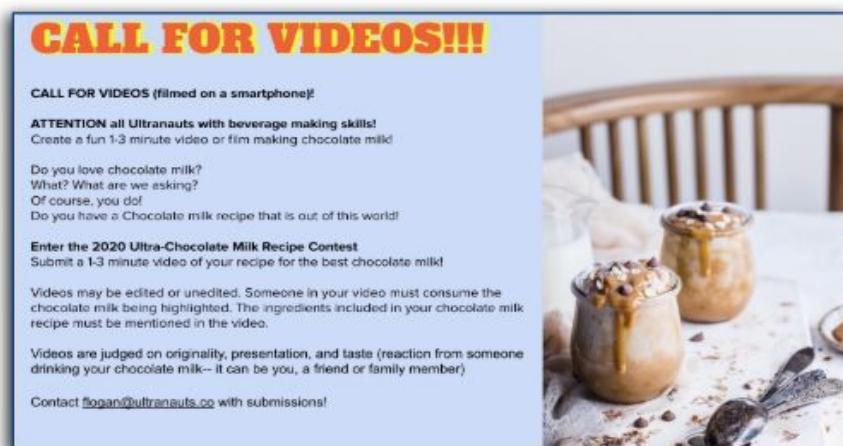 CALL FOR VIDEOS!!!
CALL FOR VIDEOS (filmed on a smartphone)!
ATTENTION all Ultranauts with beverage making skills!
Create a fun 1-3 minute video or film making chocolate milk!
Do you love chocolate milk?
What? What are we asking?
Of course, you do!
Do you have a Chocolate milk recipe that is out of this world!
Enter the 2020 Ultra-Chocolate Milk Recipe Contest
Submit a 1-3 minute video of your recipe for the best chocolate milk!
Videos may be edited or unedited. Someone in your video must consume the
chocolate milk being highlighted. The ingredients included in your chocolate milk
recipe must be mentioned in the video.
Videos are judged on originality, presentation, and taste (reaction from someone
drinking your chocolate milk-- it can be you, a friend or family member)
Contact flogan@ultranauts.co with submissions!